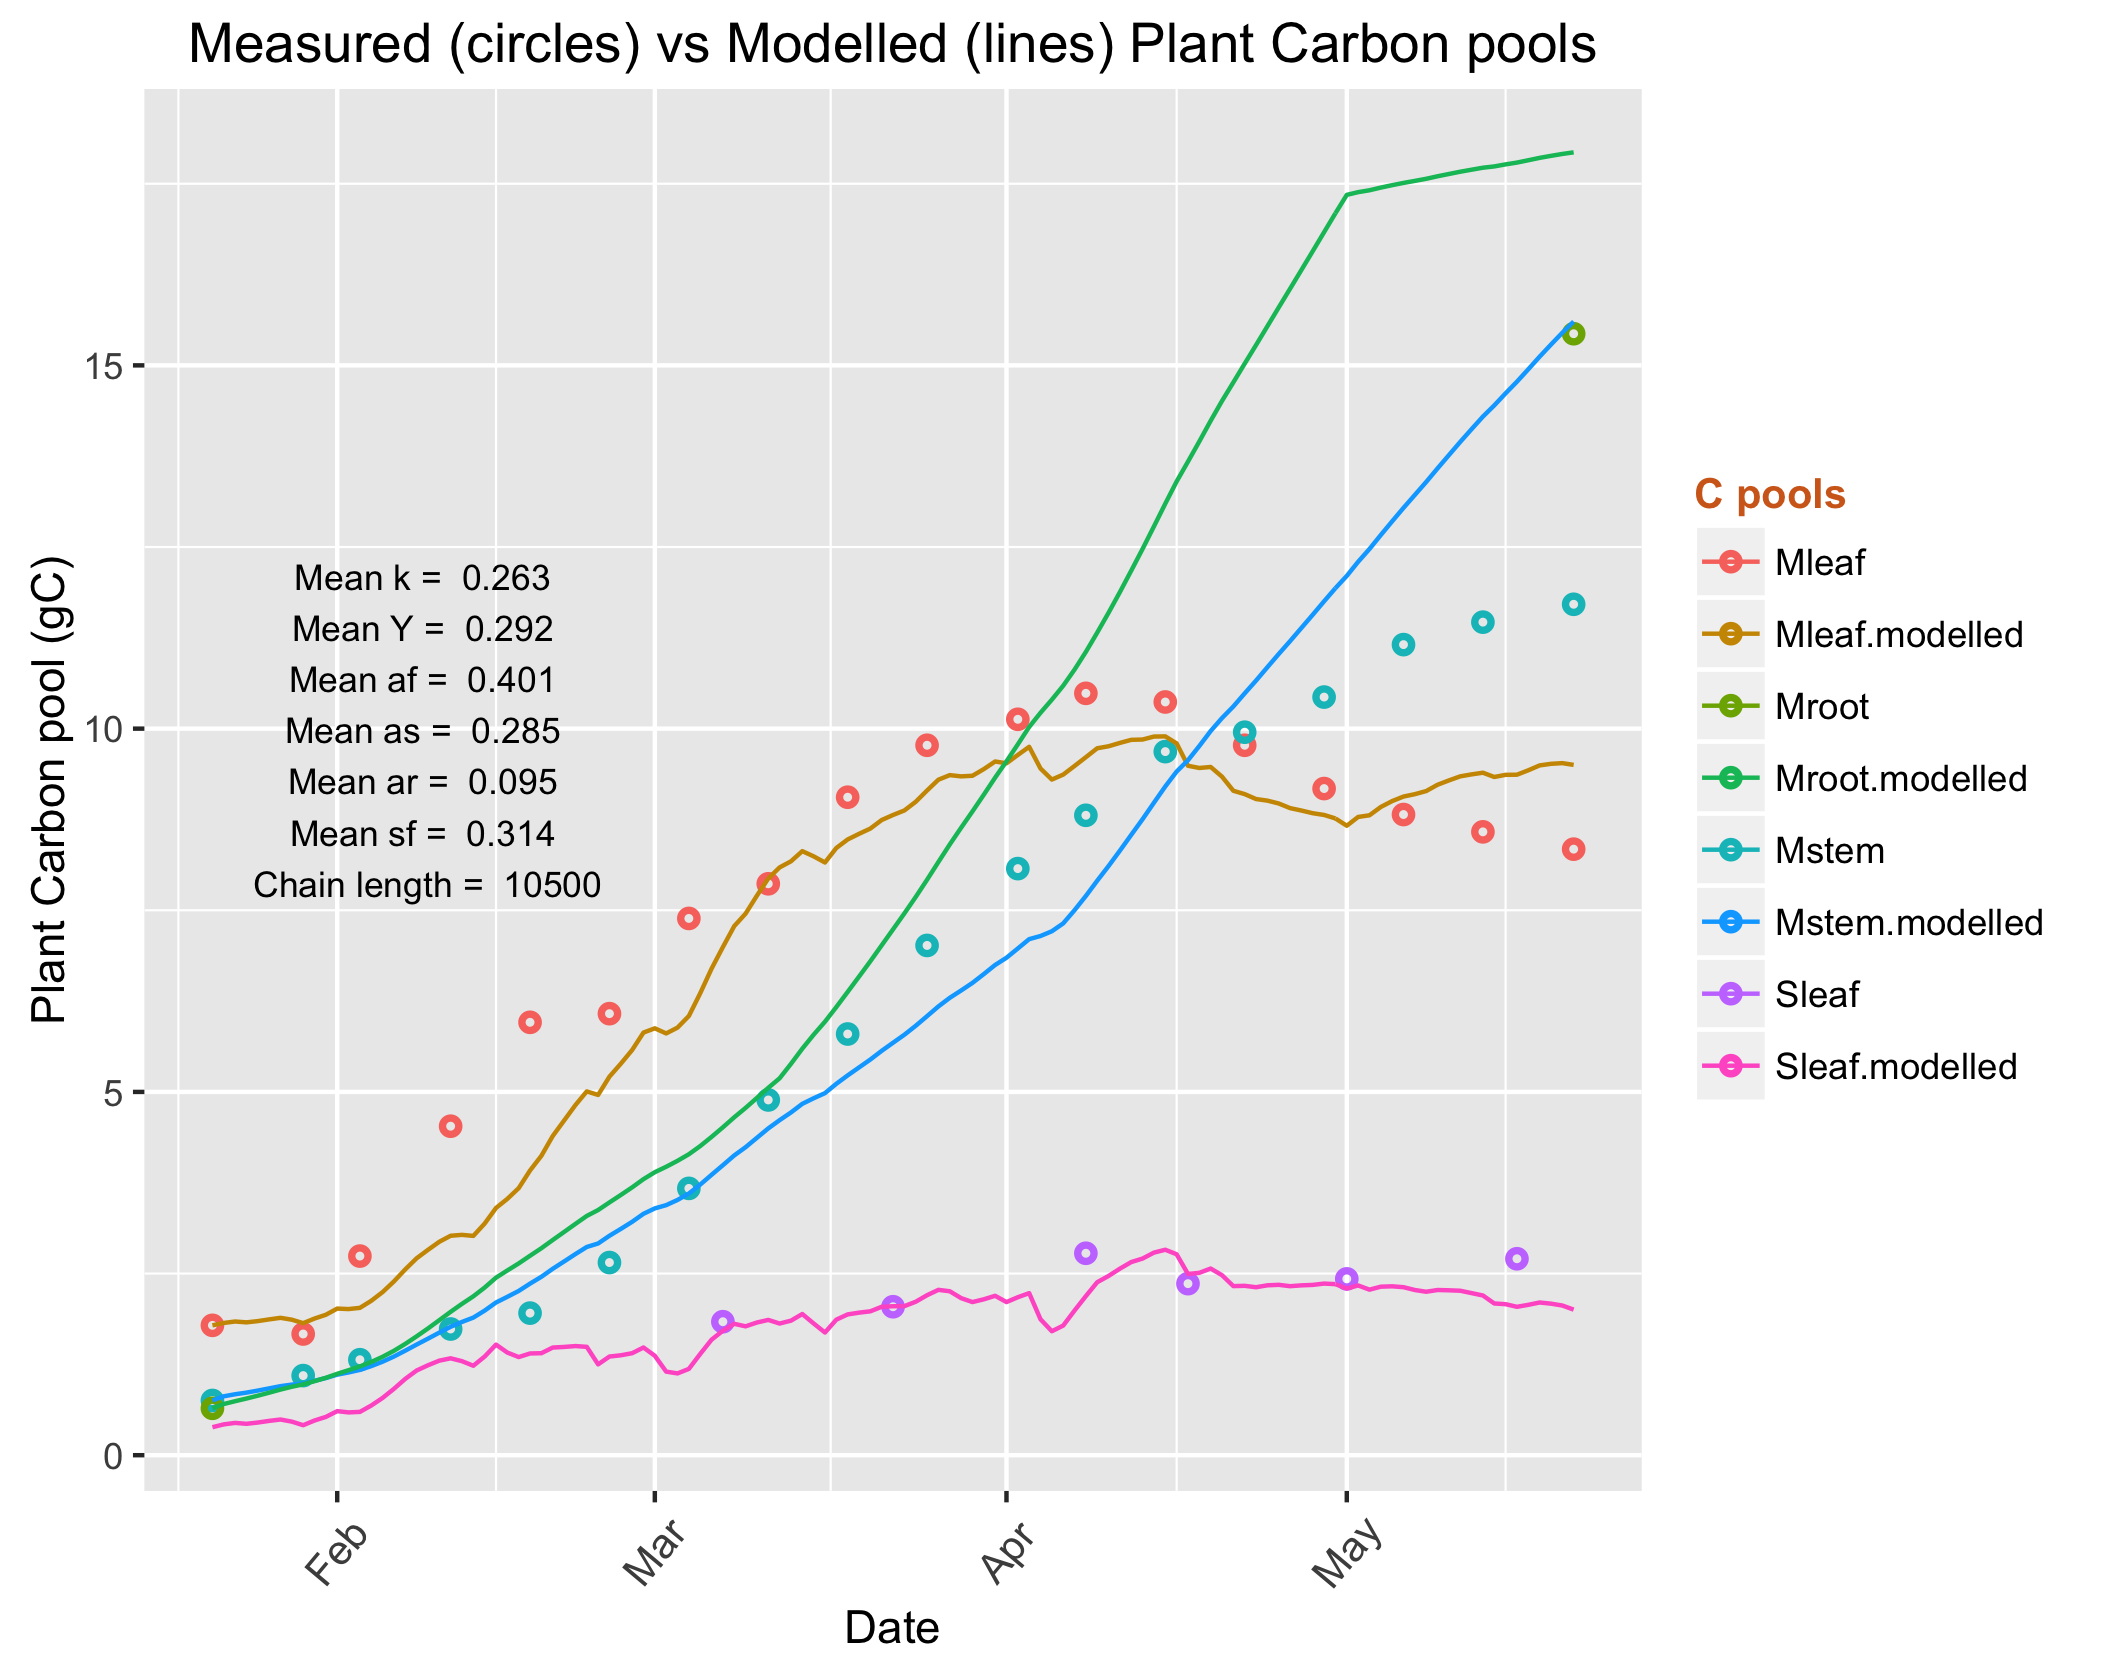 Measured (circles) vs Modelled (lines) Plant Carbon pools
Plant Carbon pool (gC)
15
10
5
0
Mean k = 0.263
Mean Y = 0.292
Mean af = 0.401
Mean as = 0.285
Mean ar = 0.095
Mean sf = 0.314
Chain length = 10500
Feb
Mar
Apr
May
Date
C pools
Mleaf
Mleaf.modelled
Mroot
Mroot.modelled
Mstem
Mstem.modelled
Sleaf
Sleaf.modelled